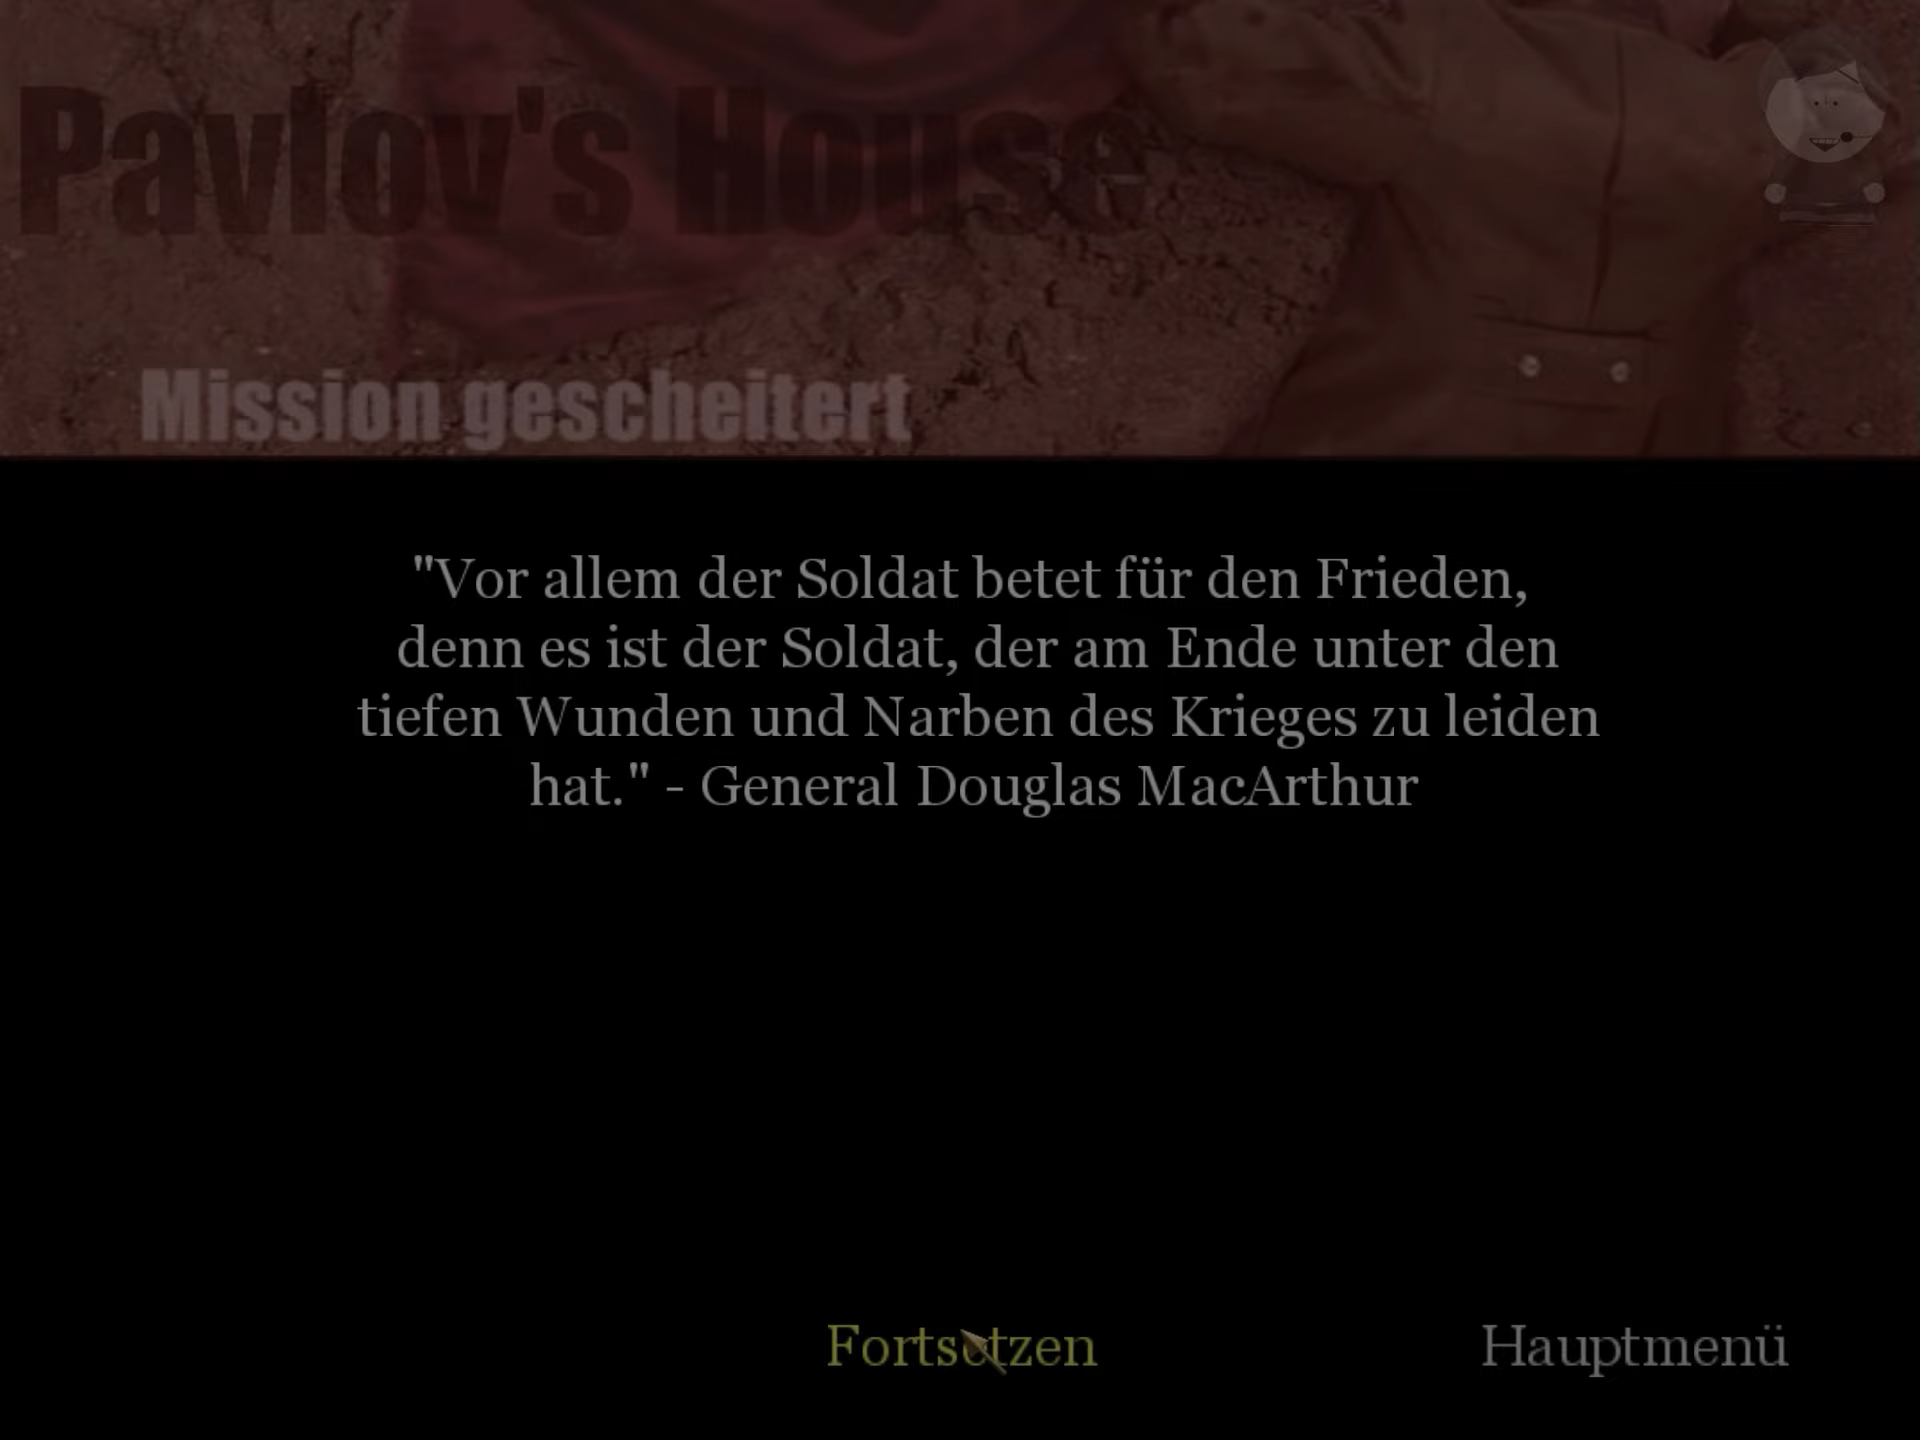 Pavlov's House
Mission gescheitert
"Vor allem der Soldat betet für den Frieden,
denn es ist der Soldat, der am Ende unter den
tiefen Wunden und Narben des Krieges zu leiden
hat." - General Douglas MacArthur
Fortsetzen
Hauptmenü